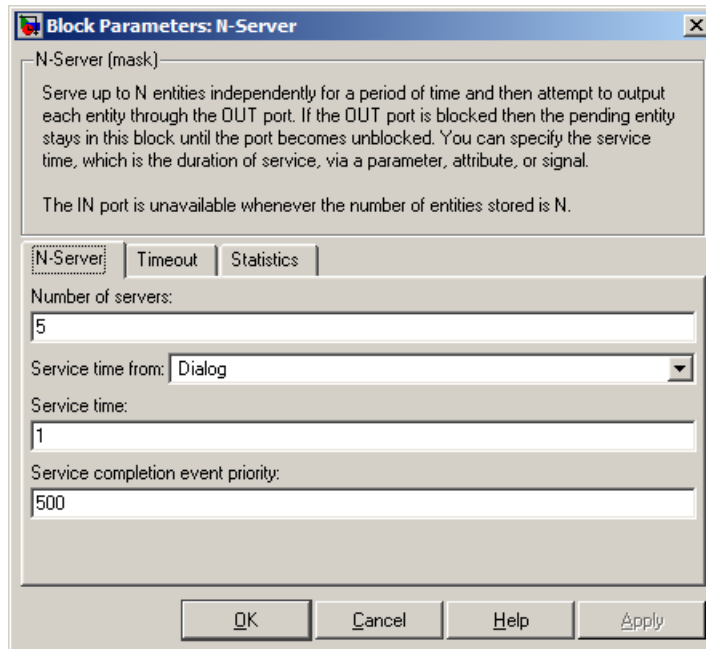 Block Parameters: N-Server
N-Server (mask)
Serve up to N entities independently for a period of time and then attempt to output
each entity through the OUT port. If the OUT port is blocked then the pending entity
stays in this block until the port becomes unblocked. You can specify the service
time, which is the duration of service, via a parameter, attribute, or signal.
The IN port is unavailable whenever the number of entities stored is N.
N-Server Timeout Statistics
Number of servers:
5
Service time from: Dialog
Service time:
1
Service completion event priority:
500
OK Cancel Help Apply